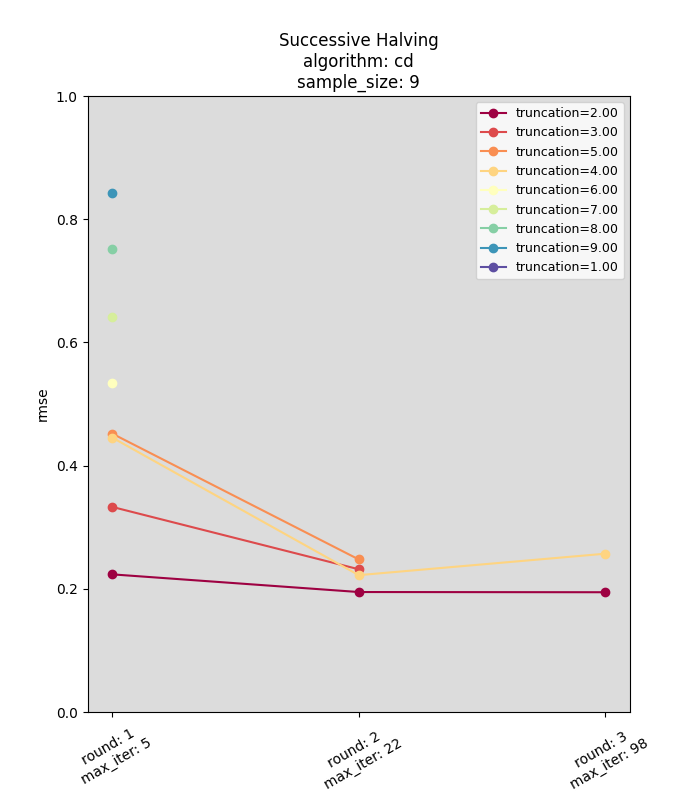 Successive Halving
algorithm: cd
sample_size: 9
truncation=2.00
truncation=3.00
truncation=5.00
truncation=4.00
truncation=6.00
truncation=7.00
truncation=8.00
truncation=9.00
truncation=1.00
rmse
1.0
0.8
0.6
0.4
0.2
0.0
round: 1
max_iter: 5
round: 2
max_iter: 22
round: 3
max_iter: 98